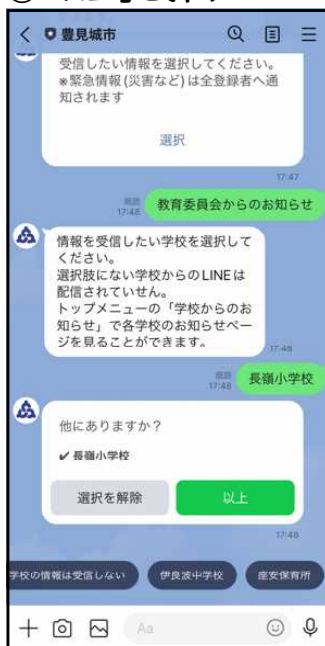 豊見城市
受信したい情報を選択してください。
※緊急情報(災害など)は全登録者へ通
知されます
選択
17:47
既読
17:48
教育委員会からのお知らせ
情報を受信したい学校を選択して
ください。
選択肢にない学校からのLINEは
配信されていせん。
トップメニューの「学校からのお
知らせ」で各学校のお知らせペー
ジを見ることができます。
17:48
既読
17:48
長嶺小学校
他にありますか?
✔ 長嶺小学校
選択を解除
以上
17:48
学校の情報は受信しない
伊良波中学校
座安保育所
Aa